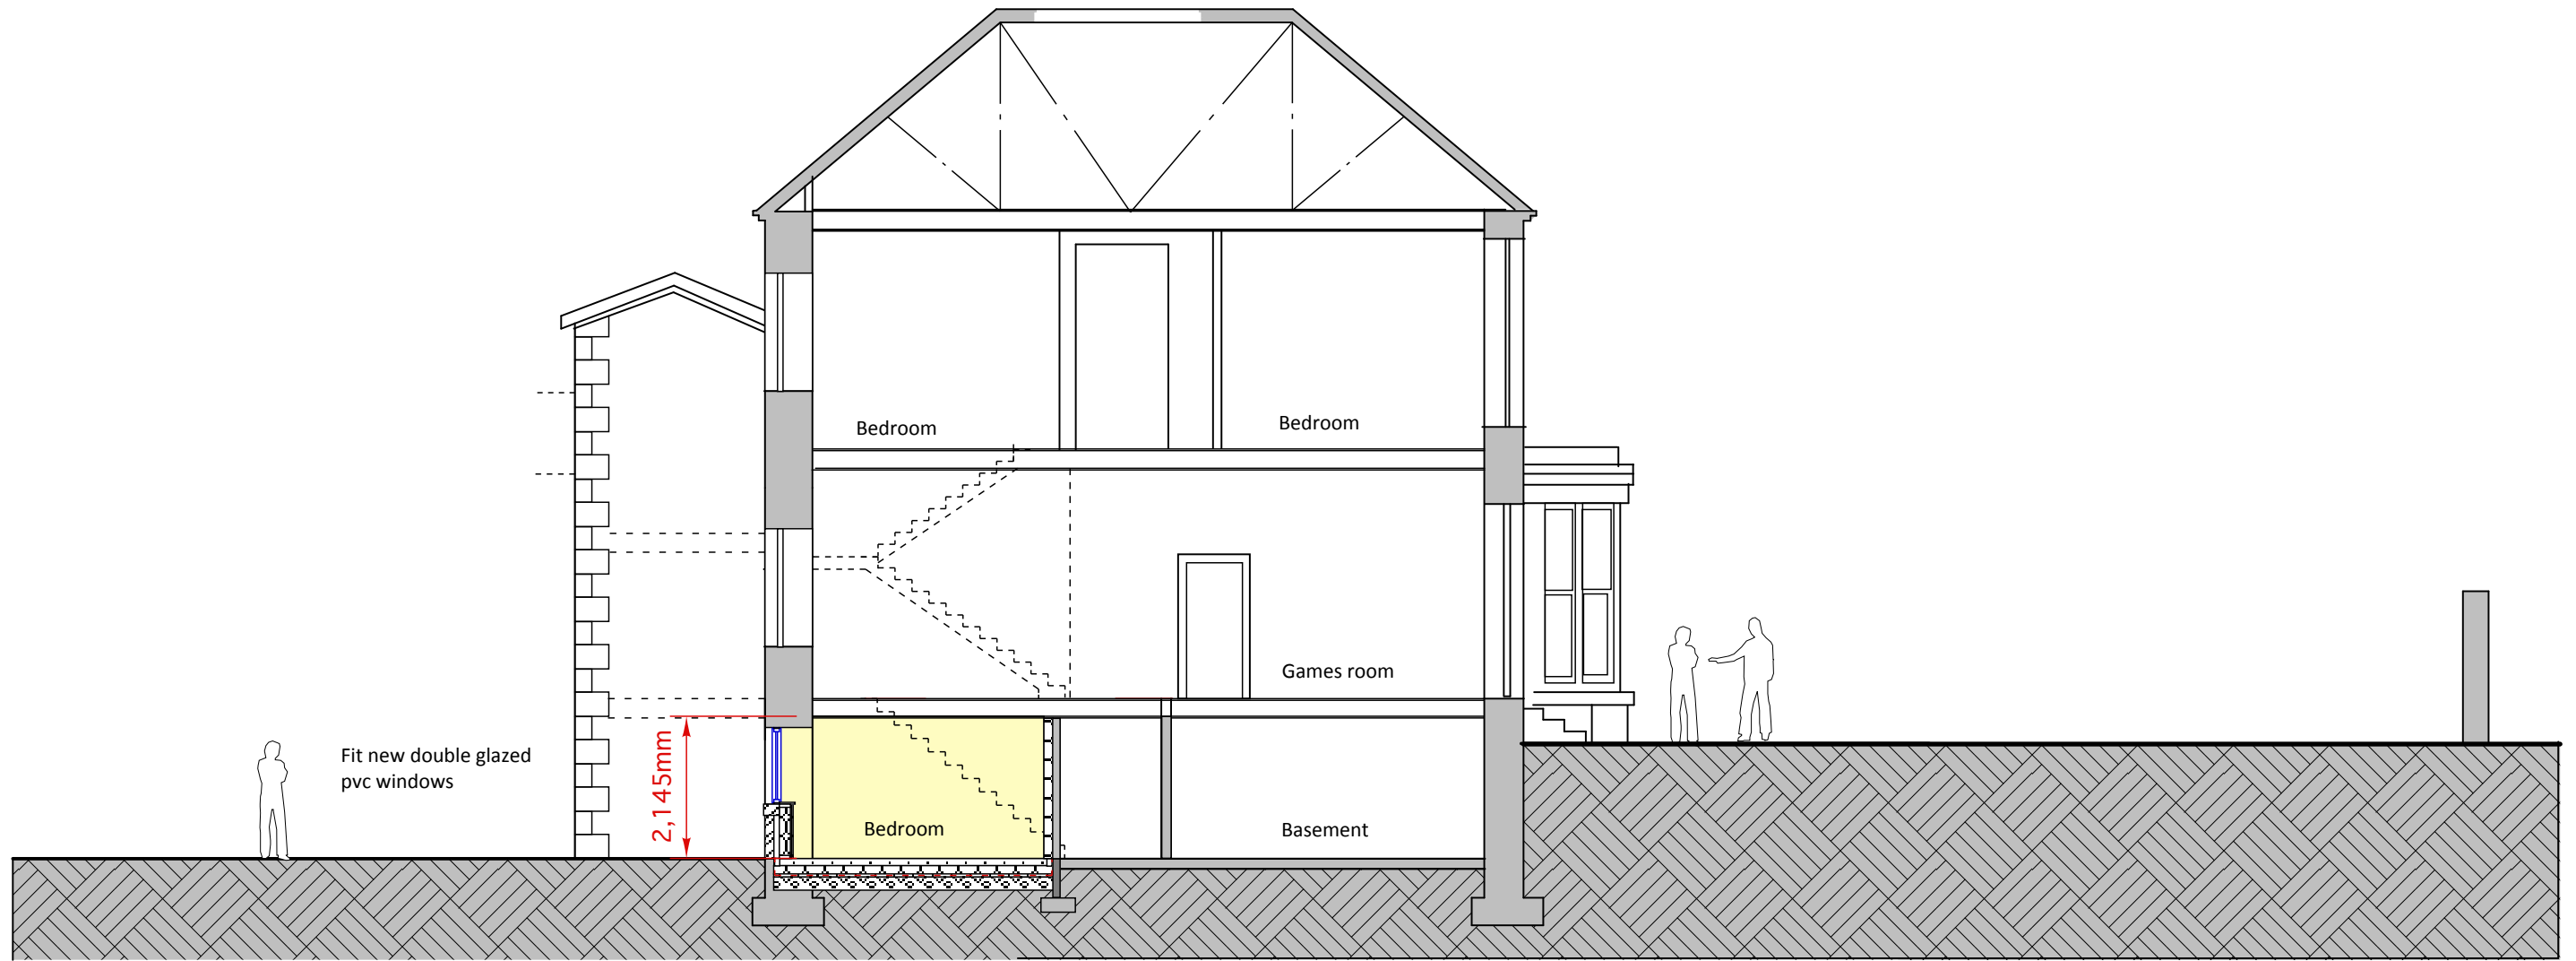 Bedroom
Bedroom
Games room
Fit new double glazed
pvc windows
2,145mm
Bedroom
Basement